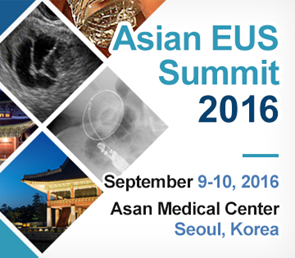 Asian EUS
Summit
2016
September 9-10, 2016
Asan Medical Center
Seoul, Korea